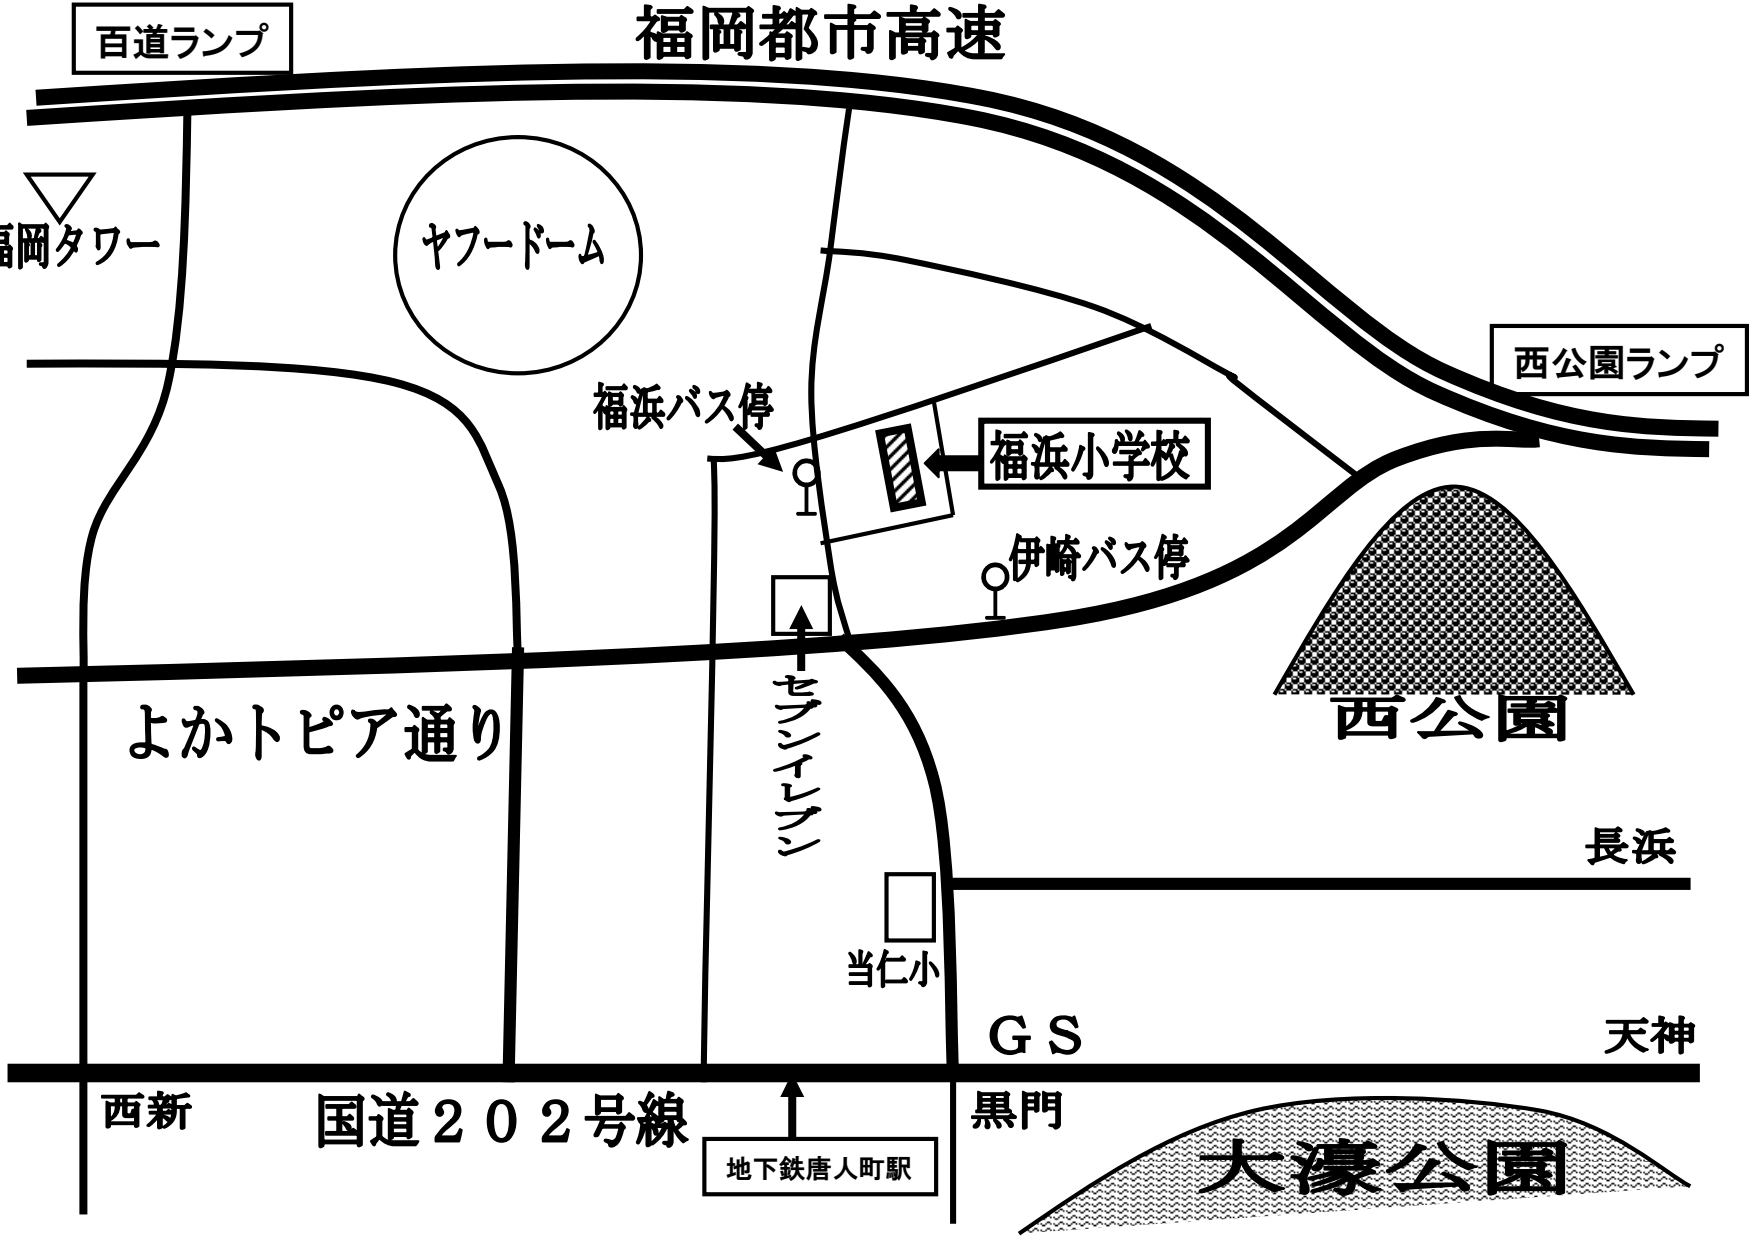 百道ランプ
福岡都市高速
福岡タワー
ヤフードーム
西公園ランプ
福浜バス停
福浜小学校
伊崎バス停
西公園
よかトピア通り
セブンイレブン
長浜
当仁小
GS
天神
西新
国道202号線
黒門
地下鉄唐人町駅
大濠公園